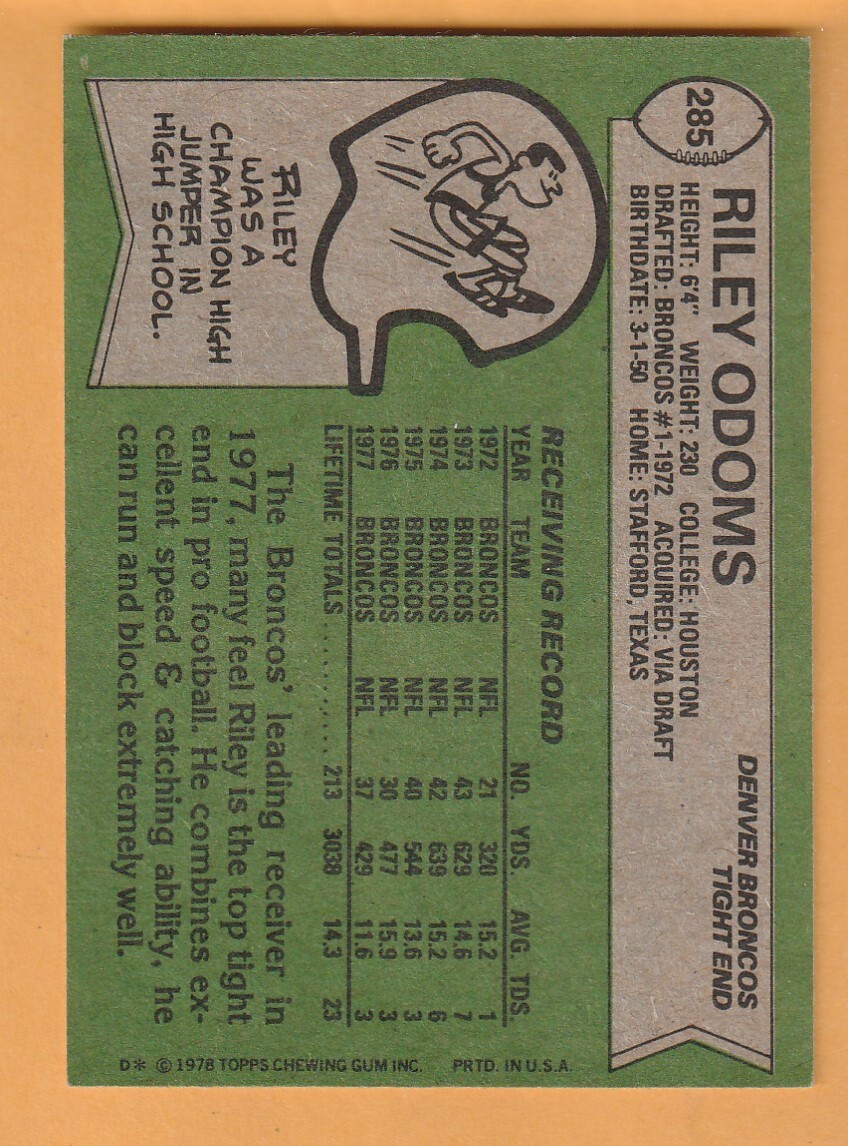 285
RILEY ODOMS
DENVER BRONCOS
TIGHT END
HEIGHT: 6'4" WEIGHT: 230 COLLEGE: HOUSTON
DRAFTED: BRONCOS #1-1972 ACQUIRED: VIA DRAFT
BIRTHDATE: 3-1-50 HOME: STAFFORD, TEXAS
RILEY
WAS A
CHAMPION HIGH
JUMPER IN
HIGH SCHOOL.
RECEIVING RECORD
YEAR TEAM NO. YDS. AVG. TDS.
1972 BRONCOS NFL 21 320 15.2 1
1973 BRONCOS NFL 43 629 14.6 7
1974 BRONCOS NFL 42 639 15.2 6
1975 BRONCOS NFL 40 544 13.6 3
1976 BRONCOS NFL 30 477 15.9 3
1977 BRONCOS NFL 37 429 11.6 3
LIFETIME TOTALS .......... 213 3038 14.3 23
The Broncos' leading receiver in
1977, many feel Riley is the top tight
end in pro football. He combines ex-
cellent speed & catching ability, he
can run and block extremely well.
D* © 1978 TOPPS CHEWING GUM INC. PRTD. IN U.S.A.